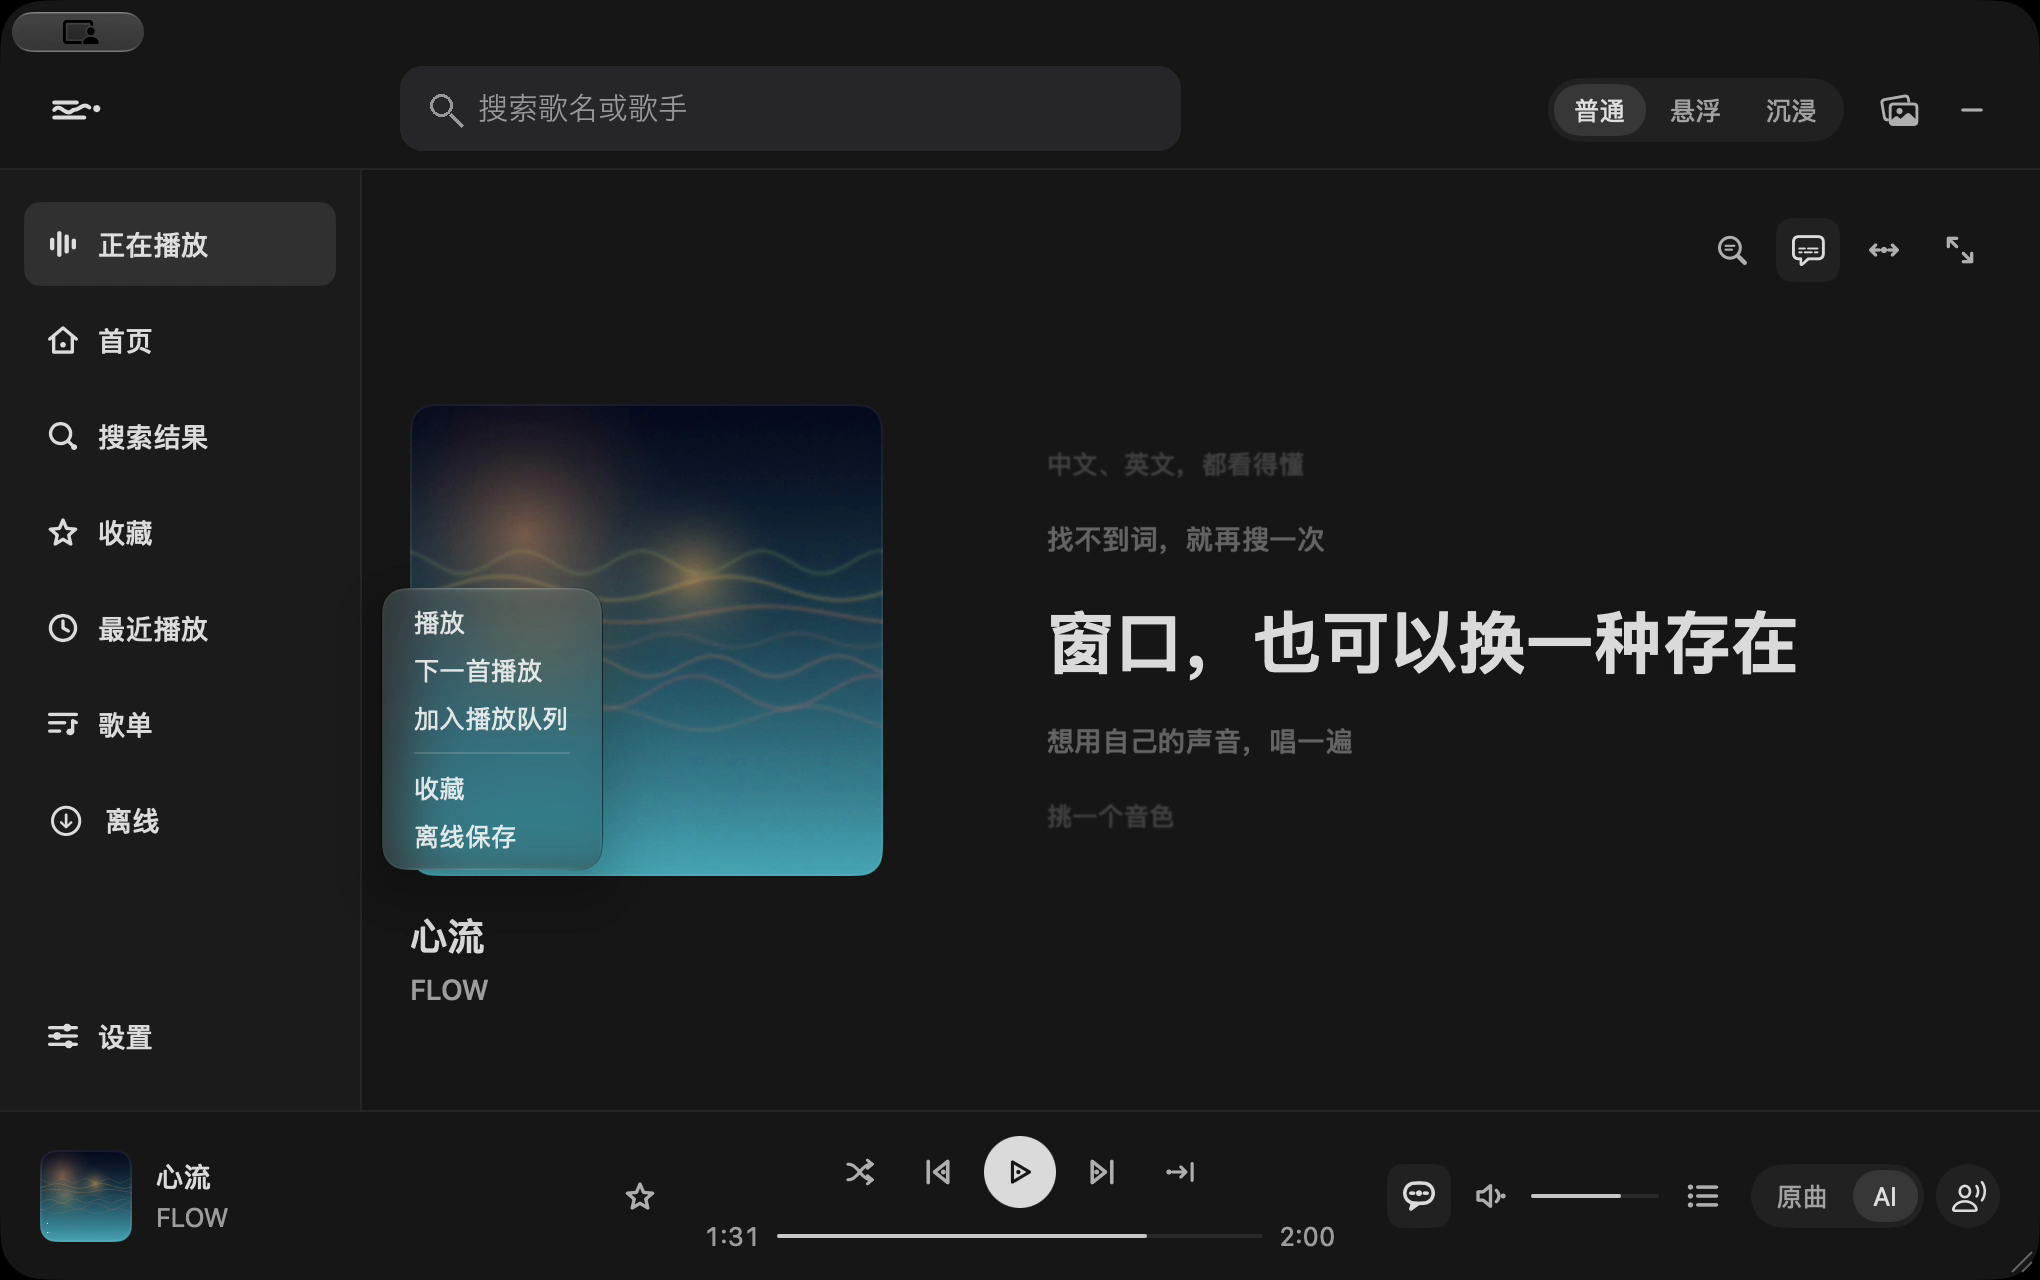 搜索歌名或歌手
普通
悬浮
沉浸
正在播放
首页
搜索结果
收藏
最近播放
歌单
离线
设置
中文、英文，都看得懂
找不到词，就再搜一次
窗口，也可以换一种存在
想用自己的声音，唱一遍
挑一个音色
播放
下一首播放
加入播放队列
收藏
离线保存
心流
FLOW
心流
FLOW
1:31
2:00
原曲
AI